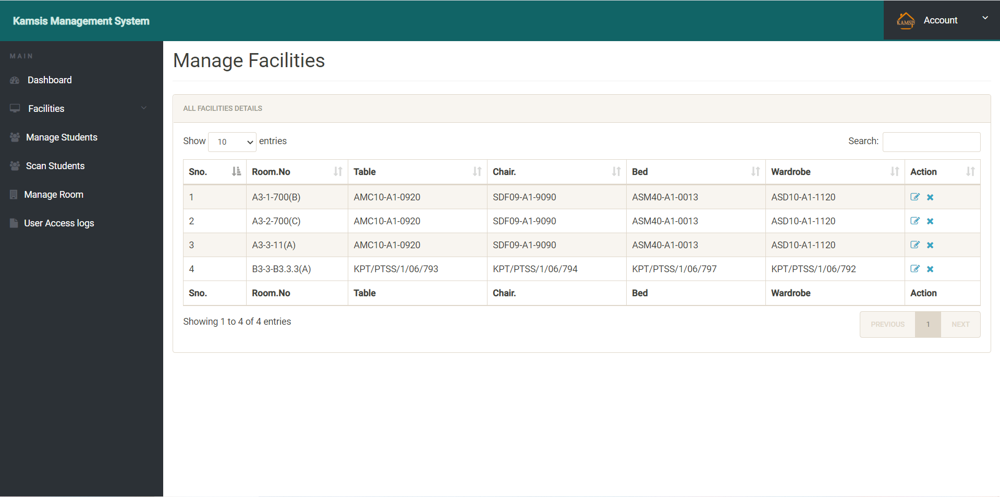 Kamsis Management System
KAMSIS
Account
MAIN
Dashboard
Facilities
Manage Students
Scan Students
Manage Room
User Access logs
Manage Facilities
ALL FACILITIES DETAILS
Show 10 entries
Search:
Sno. Room.No Table Chair. Bed Wardrobe Action
1 A3-1-700(B) AMC10-A1-0920 SDF09-A1-9090 ASM40-A1-0013 ASD10-A1-1120
2 A3-2-700(C) AMC10-A1-0920 SDF09-A1-9090 ASM40-A1-0013 ASD10-A1-1120
3 A3-3-11(A) AMC10-A1-0920 SDF09-A1-9090 ASM40-A1-0013 ASD10-A1-1120
4 B3-3-B3.3.3(A) KPT/PTSS/1/06/793 KPT/PTSS/1/06/794 KPT/PTSS/1/06/797 KPT/PTSS/1/06/792
Sno. Room.No Table Chair. Bed Wardrobe Action
Showing 1 to 4 of 4 entries
PREVIOUS 1 NEXT